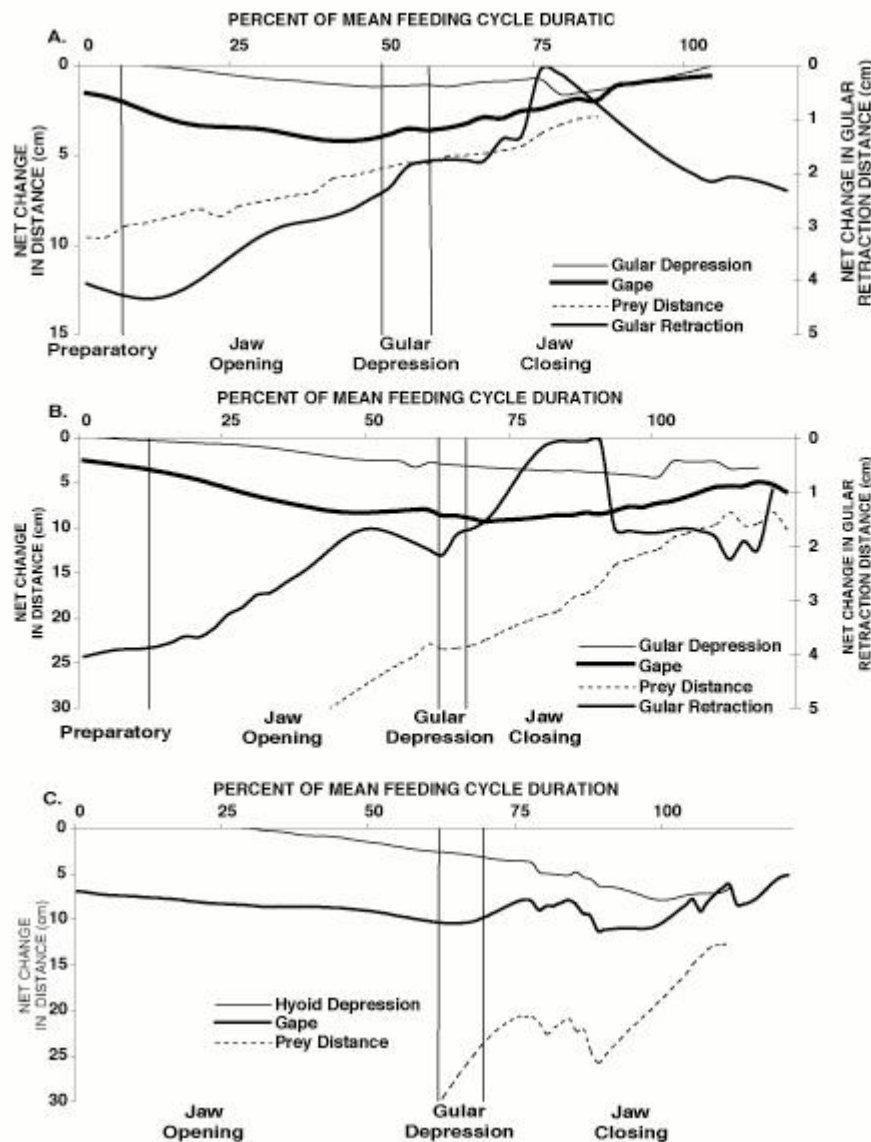 PERCENT OF MEAN FEEDING CYCLE DURATIC
A.
0 25 50 75 100
0 0
5 1
10 2
15 3
4
5
NET CHANGE
IN DISTANCE (cm)
NET CHANGE IN GULAR
RETRACTION DISTANCE (cm)
Gular Depression
Gape
Prey Distance
Gular Retraction
Preparatory
Jaw
Opening
Gular
Depression
Jaw
Closing
PERCENT OF MEAN FEEDING CYCLE DURATION
B.
0 25 50 75 100
0 0
5 1
10 2
15 3
20 4
25 5
30
NET CHANGE
IN DISTANCE (cm)
NET CHANGE IN GULAR
RETRACTION DISTANCE (cm)
Gular Depression
Gape
Prey Distance
Gular Retraction
Preparatory
Jaw
Opening
Gular
Depression
Jaw
Closing
PERCENT OF MEAN FEEDING CYCLE DURATION
C.
0 25 50 75 100
0
5
10
15
20
25
30
NET CHANGE
IN DISTANCE (cm)
Hyoid Depression
Gape
Prey Distance
Jaw
Opening
Gular
Depression
Jaw
Closing